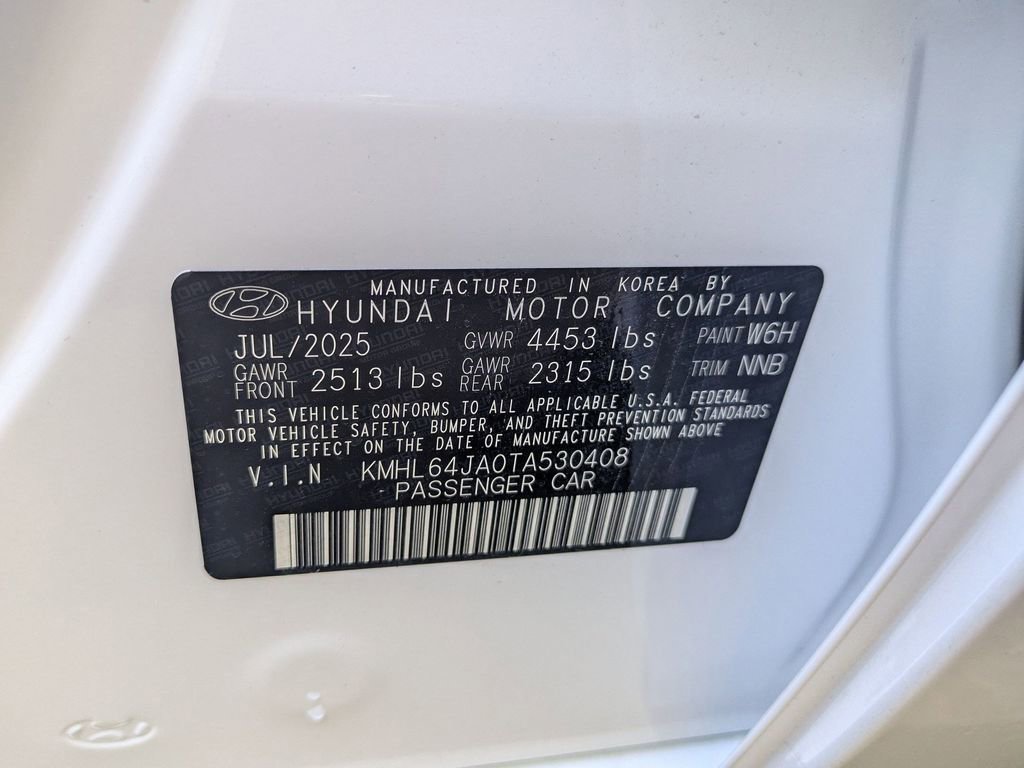 MANUFACTURED IN KOREA BY
HYUNDAI MOTOR COMPANY
JUL/2025 GVWR 4453 lbs PAINT W6H
GAWR FRONT 2513 lbs GAWR REAR 2315 lbs TRIM NNB
THIS VEHICLE CONFORMS TO ALL APPLICABLE U.S.A. FEDERAL
MOTOR VEHICLE SAFETY, BUMPER, AND THEFT PREVENTION STANDARDS
IN EFFECT ON THE DATE OF MANUFACTURE SHOWN ABOVE
V.I.N KMHL64JA0TA530408
PASSENGER CAR